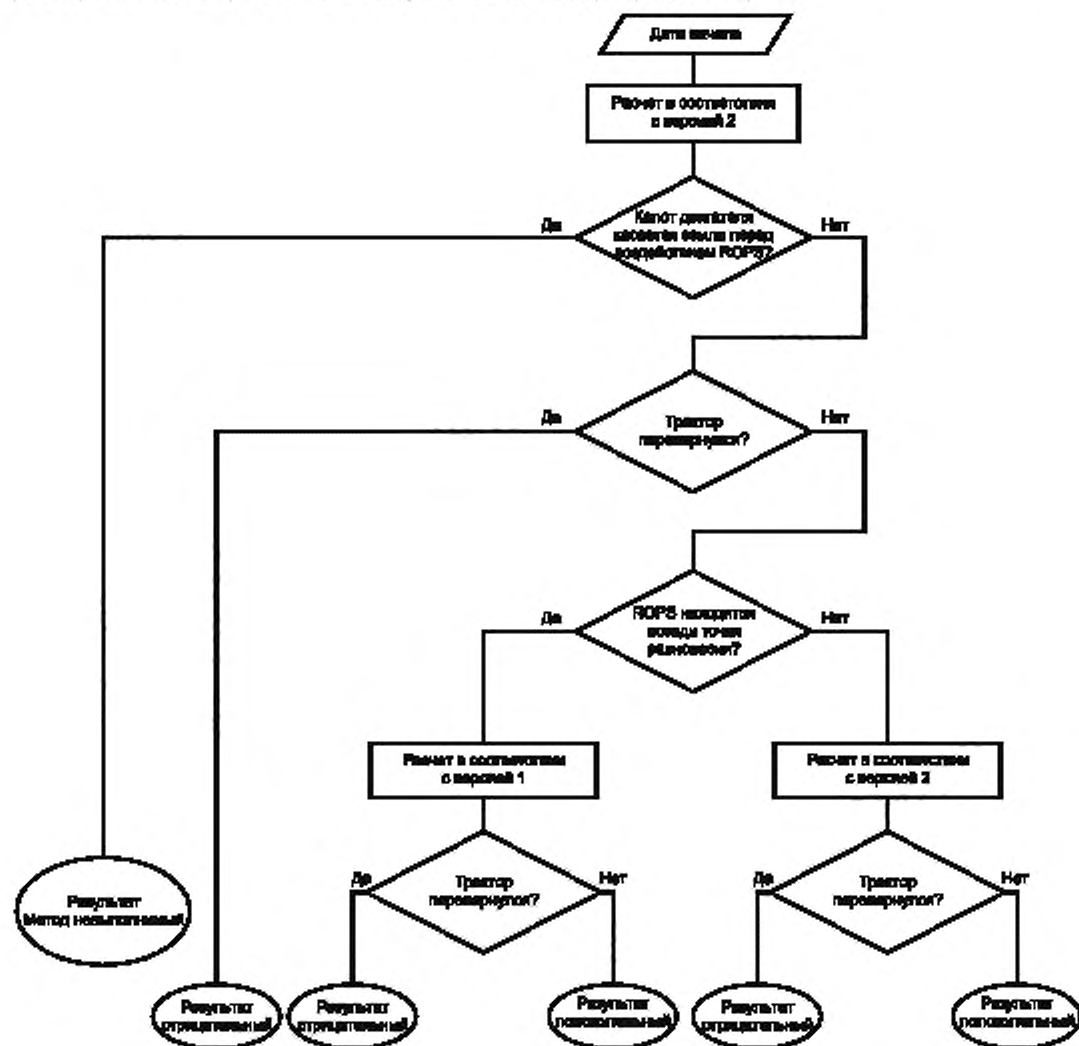 Дата начала
Расчет в соответствии
с версией 2
Капот двигателя
касается земли перед
воздействием ROPS?
Да
Нет
Трактор
перевернулся?
Да
Нет
ROPS находится
позади точки
равновесия?
Да
Нет
Расчет в соответствии
с версией 1
Расчет в соответствии
с версией
Трактор
перевернулся?
Да
Нет
Трактор
перевернулся?
Да
Нет
Результат
Метод невыполнимый
Результат
отрицательный
Результат
отрицательный
Результат
положительный
Результат
отрицательный
Результат
положительный